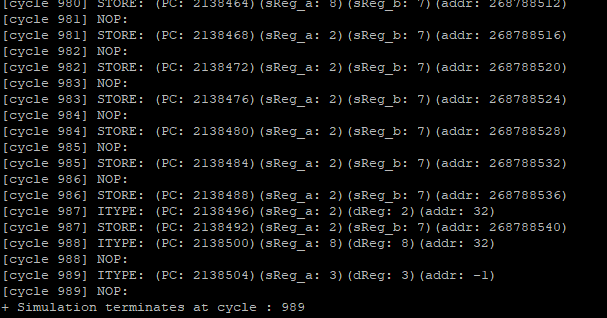 [cycle 980] STORE: (PC: 2138464)(sReg_a: 8)(sReg_b: 7)(addr: 268788512)
[cycle 981] NOP:
[cycle 981] STORE: (PC: 2138468)(sReg_a: 2)(sReg_b: 7)(addr: 268788516)
[cycle 982] NOP:
[cycle 982] STORE: (PC: 2138472)(sReg_a: 2)(sReg_b: 7)(addr: 268788520)
[cycle 983] NOP:
[cycle 983] STORE: (PC: 2138476)(sReg_a: 2)(sReg_b: 7)(addr: 268788524)
[cycle 984] NOP:
[cycle 984] STORE: (PC: 2138480)(sReg_a: 2)(sReg_b: 7)(addr: 268788528)
[cycle 985] NOP:
[cycle 985] STORE: (PC: 2138484)(sReg_a: 2)(sReg_b: 7)(addr: 268788532)
[cycle 986] NOP:
[cycle 986] STORE: (PC: 2138488)(sReg_a: 2)(sReg_b: 7)(addr: 268788536)
[cycle 987] ITYPE: (PC: 2138496)(sReg_a: 2)(dReg: 2)(addr: 32)
[cycle 987] STORE: (PC: 2138492)(sReg_a: 2)(sReg_b: 7)(addr: 268788540)
[cycle 988] ITYPE: (PC: 2138500)(sReg_a: 8)(dReg: 8)(addr: 32)
[cycle 988] NOP:
[cycle 989] ITYPE: (PC: 2138504)(sReg_a: 3)(dReg: 3)(addr: -1)
[cycle 989] NOP:
+ Simulation terminates at cycle : 989